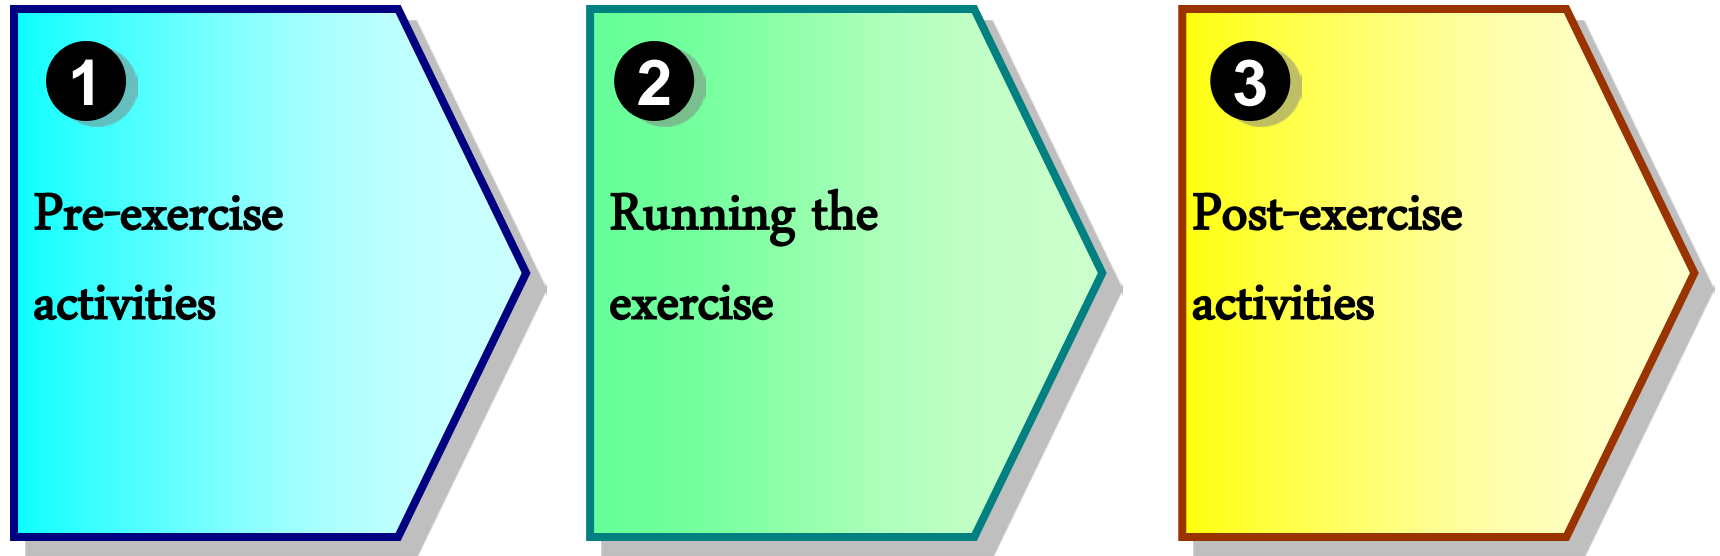 1
Pre-exercise
activities
2
Running the
exercise
3
Post-exercise
activities